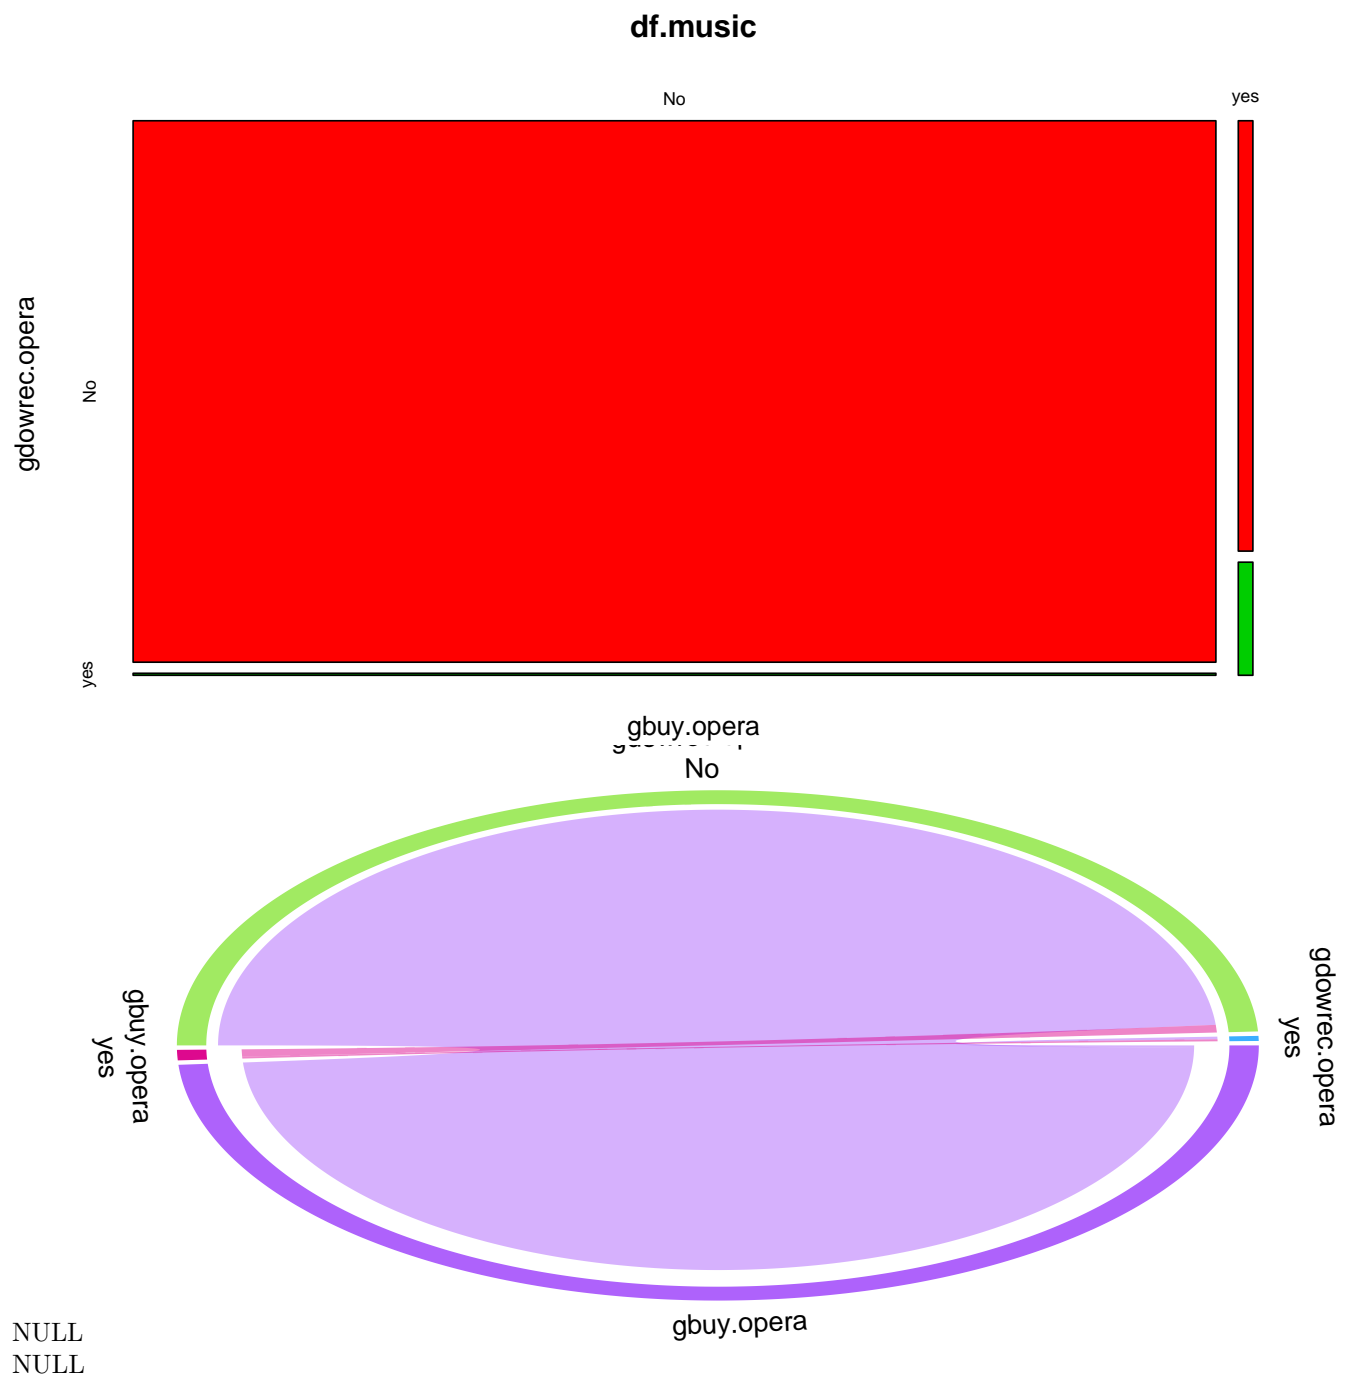 df.music
No
yes
gdowrec.opera
No
yes
gbuy.opera
No
gdowrec.opera
yes
gbuy.opera
yes
gbuy.opera
NULL
NULL